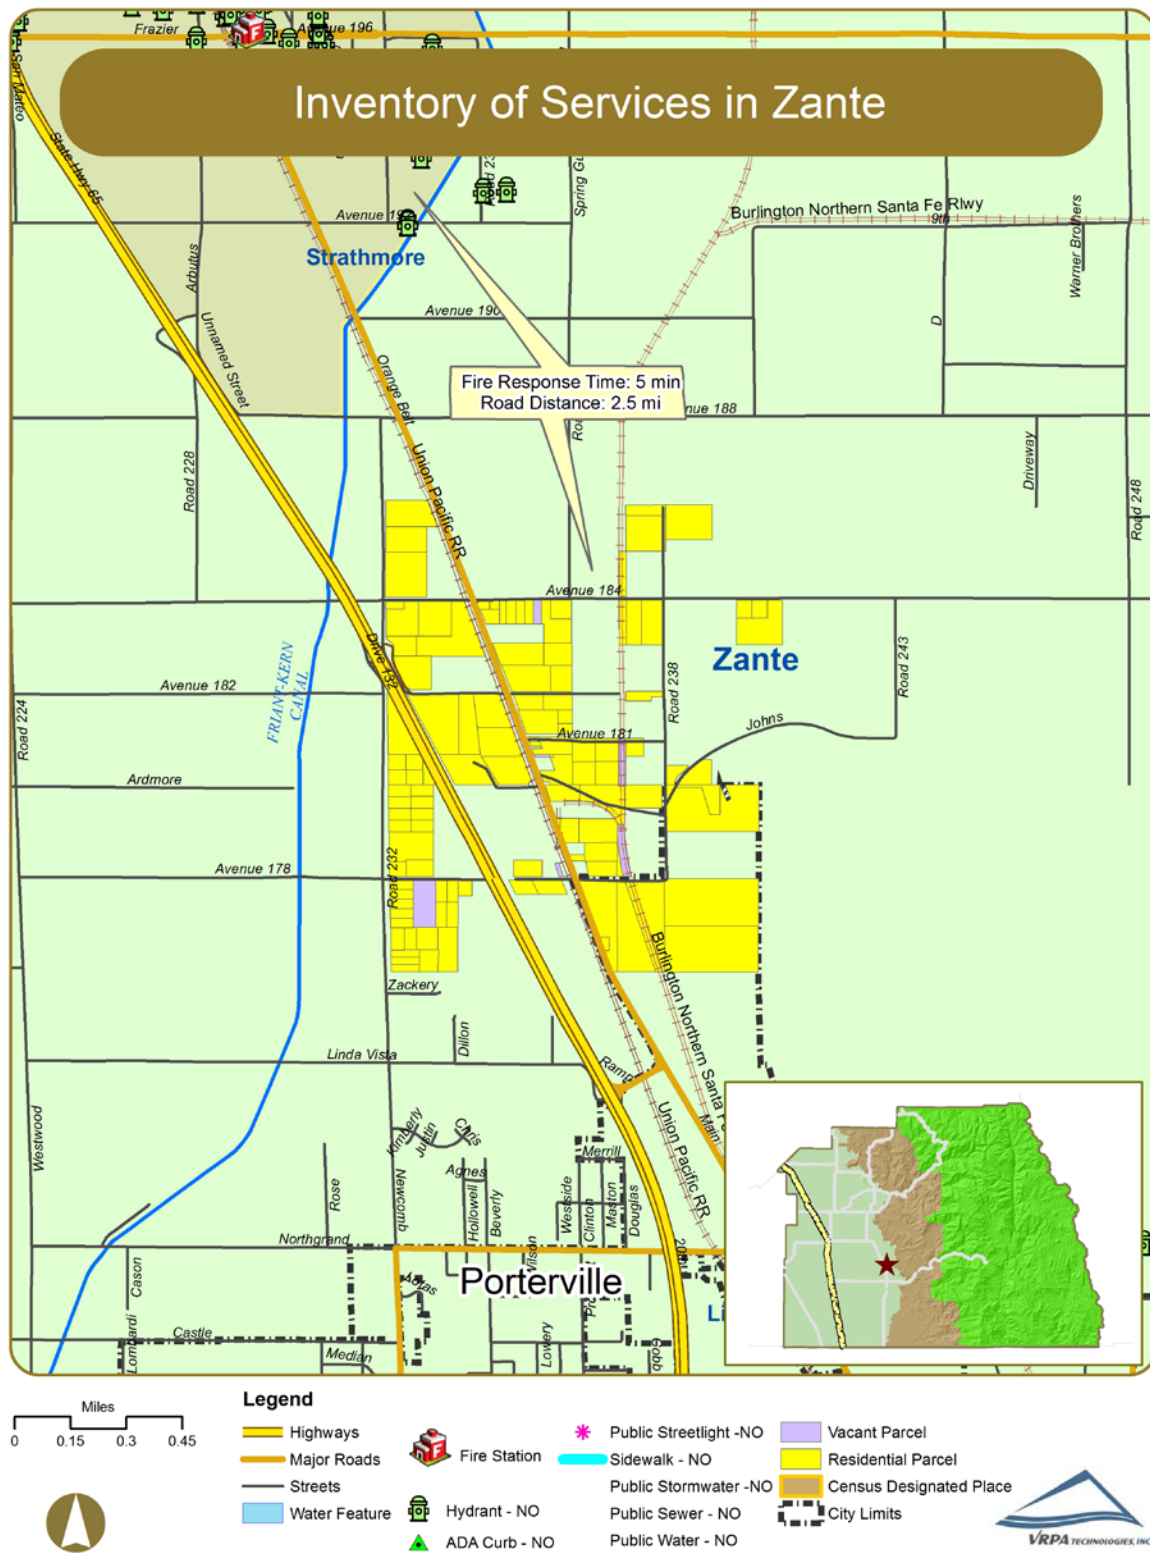 Frazier
Avenue 196
Inventory of Services in Zante
San Mateo
State Hwy 65
Spring Gu
Burlington Northern Santa Fe Rlwy
9th
Warner Brothers
Strathmore
Arbutus
Unnamed Street
Avenue 190
D
Orange Belt
Fire Response Time: 5 min
Road Distance: 2.5 mi
nue 188
Union Pacific RR
Road 228
Driveway
Road 248
Avenue 184
Zante
Drive 132
FRIANT-KERN
CANAL
Avenue 182
Road 238
Road 243
Road 224
Johns
Avenue 181
Ardmore
Avenue 178
Road 232
Burlington Northern Santa F
Zackery
Dillon
Linda Vista
Ramp
Main
Union Pacific RR
Westwood
Kimberly
Justin
Chris
Merrill
Agnes
Rose
Newcomb
Hollowell
Beverly
Westside
Clinton
Maston
Douglas
Northgrand
Porterville
Cason
Castle
Lombardi
Median
Lowery
Legend
Miles
0 0.15 0.3 0.45
Highways
Major Roads
Streets
Water Feature
Fire Station
Hydrant - NO
ADA Curb - NO
Public Streetlight -NO
Sidewalk - NO
Public Stormwater -NO
Public Sewer - NO
Public Water - NO
Vacant Parcel
Residential Parcel
Census Designated Place
City Limits
VRPA TECHNOLOGIES, INC